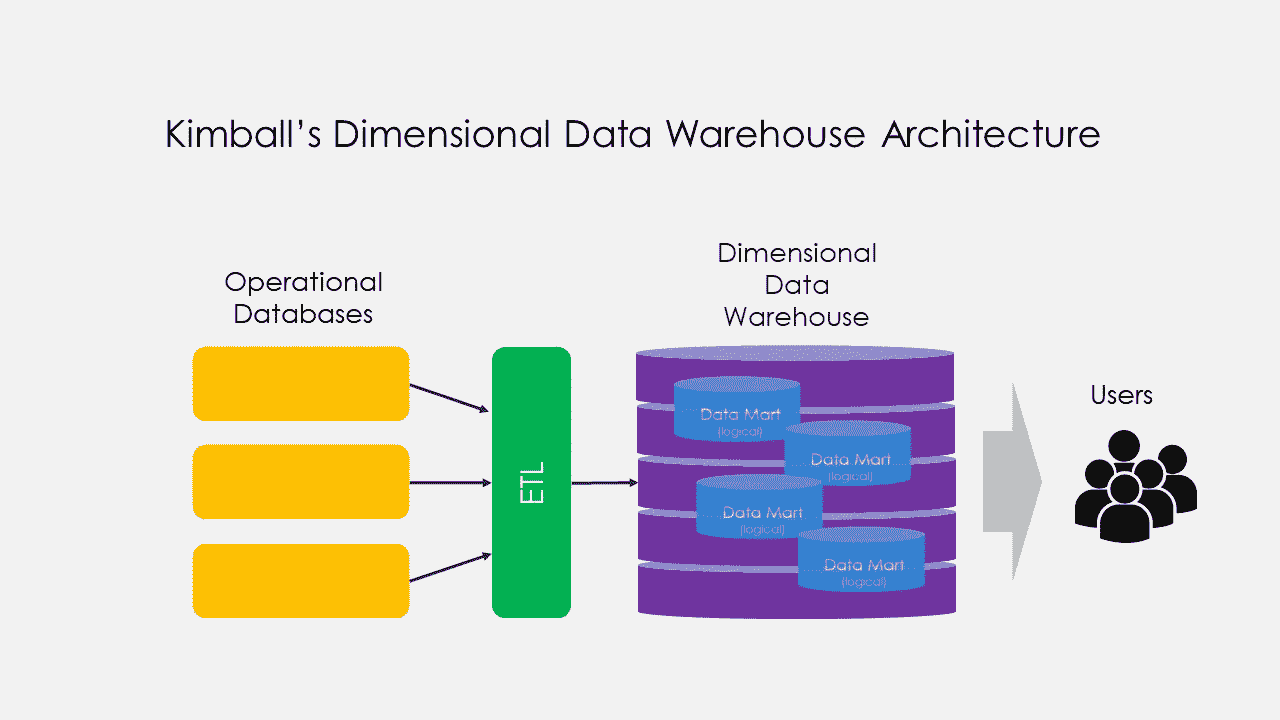 Kimball’s Dimensional Data Warehouse Architecture
Operational
Databases
ETL
Dimensional
Data
Warehouse
Data Mart
(logical)
Data Mart
(logical)
Data Mart
(logical)
Data Mart
(logical)
Users